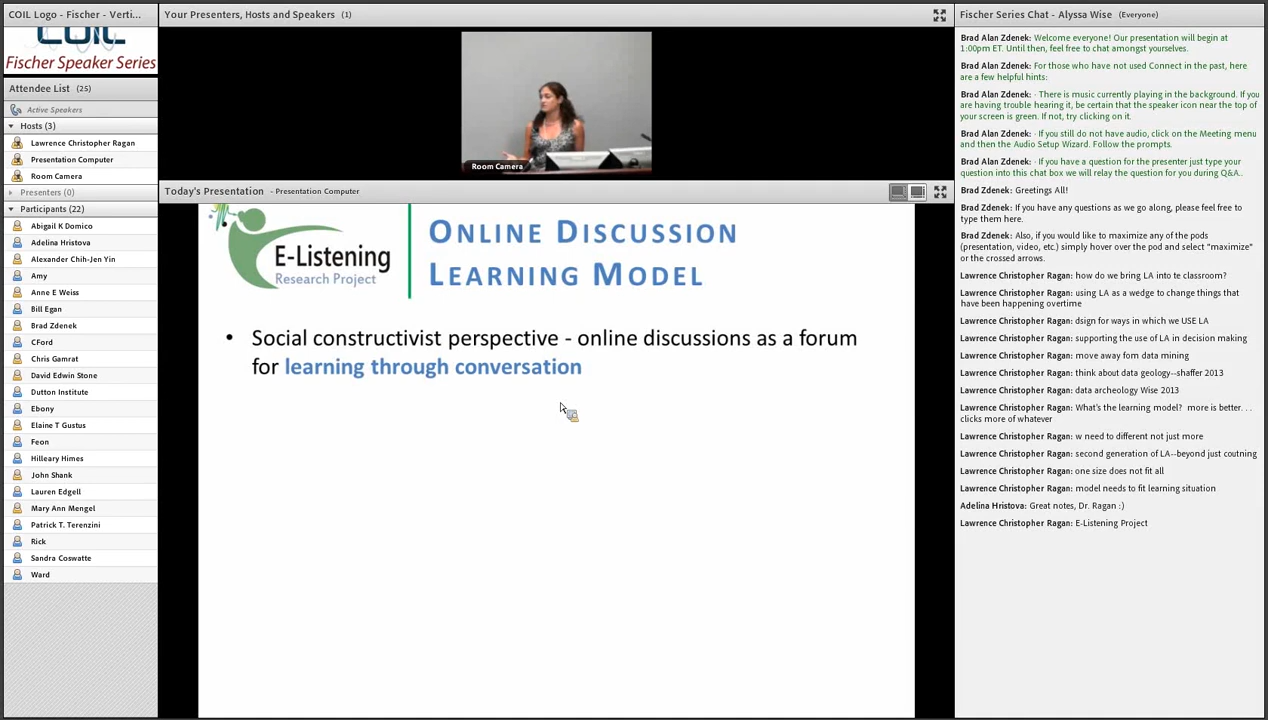 COIL Logo - Fischer - Verti...
COIL
Fischer Speaker Series
Attendee List (25)
Active Speakers
Hosts (3)
Lawrence Christopher Ragan
Presentation Computer
Room Camera
Presenters (0)
Participants (22)
Abigail K Domico
Adelina Hristova
Alexander Chih-Jen Yin
Amy
Anne E Weiss
Bill Egan
Brad Zdenek
CFord
Chris Gamrat
David Edwin Stone
Dutton Institute
Ebony
Elaine T Gustus
Feon
Hilleary Himes
John Shank
Lauren Edgell
Mary Ann Mengel
Patrick T. Terenzini
Rick
Sandra Coswatte
Ward
Your Presenters, Hosts and Speakers (1)
Room Camera
Today's Presentation - Presentation Computer
E-Listening
Research Project
ONLINE DISCUSSION
LEARNING MODEL
• Social constructivist perspective - online discussions as a forum
for learning through conversation
Fischer Series Chat - Alyssa Wise (Everyone)
Brad Alan Zdenek: Welcome everyone! Our presentation will begin at
1:00pm ET. Until then, feel free to chat amongst yourselves.
Brad Alan Zdenek: For those who have not used Connect in the past, here
are a few helpful hints:
Brad Alan Zdenek: · There is music currently playing in the background. If you
are having trouble hearing it, be certain that the speaker icon near the top of
your screen is green. If not, try clicking on it.
Brad Alan Zdenek: · If you still do not have audio, click on the Meeting menu
and then the Audio Setup Wizard. Follow the prompts.
Brad Alan Zdenek: · If you have a question for the presenter just type your
question into this chat box we will relay the question for you during Q&A..
Brad Zdenek: Greetings All!
Brad Zdenek: If you have any questions as we go along, please feel free to
type them here.
Brad Zdenek: Also, if you would like to maximize any of the pods
(presentation, video, etc.) simply hover over the pod and select "maximize"
or the crossed arrows.
Lawrence Christopher Ragan: how do we bring LA into te classroom?
Lawrence Christopher Ragan: using LA as a wedge to change things that
have been happening overtime
Lawrence Christopher Ragan: dsign for ways in which we USE LA
Lawrence Christopher Ragan: supporting the use of LA in decision making
Lawrence Christopher Ragan: move away fom data mining
Lawrence Christopher Ragan: think about data geology--shaffer 2013
Lawrence Christopher Ragan: data archeology Wise 2013
Lawrence Christopher Ragan: What's the learning model? more is better. . .
clicks more of whatever
Lawrence Christopher Ragan: w need to different not just more
Lawrence Christopher Ragan: second generation of LA--beyond just coutning
Lawrence Christopher Ragan: one size does not fit all
Lawrence Christopher Ragan: model needs to fit learning situation
Adelina Hristova: Great notes, Dr. Ragan :)
Lawrence Christopher Ragan: E-Listening Project